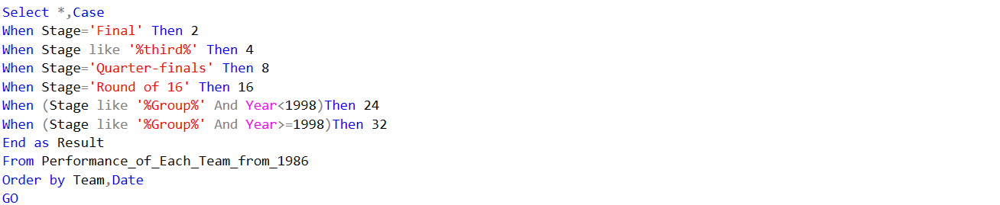 Select *,Case
When Stage='Final' Then 2
When Stage like '%third%' Then 4
When Stage='Quarter-finals' Then 8
When Stage='Round of 16' Then 16
When (Stage like '%Group%' And Year<1998)Then 24
When (Stage like '%Group%' And Year>=1998)Then 32
End as Result
From Performance_of_Each_Team_from_1986
Order by Team,Date
GO